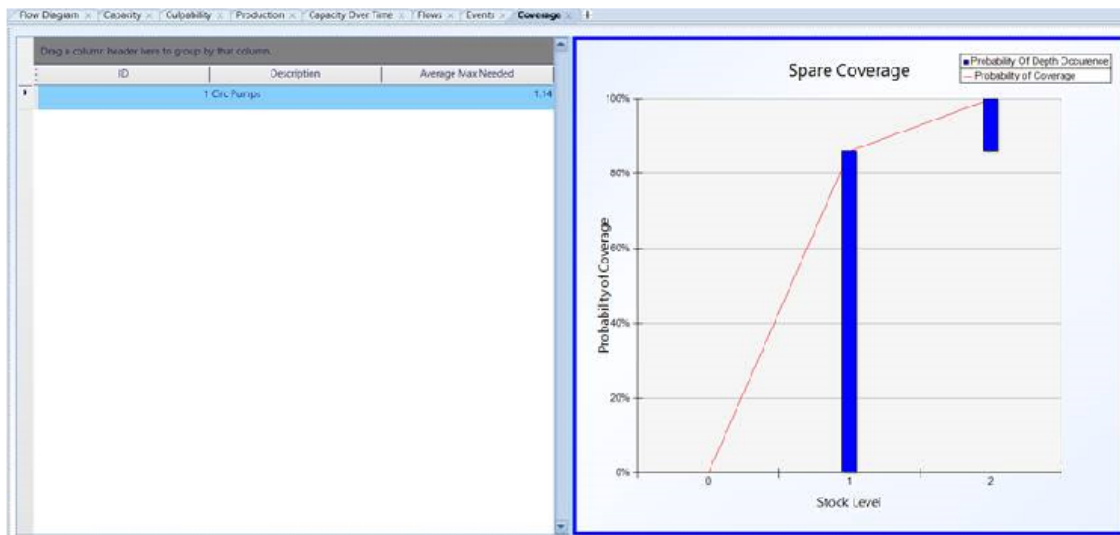 Flow Diagram × Capacity × Culpability × Production × Capacity Over Time × Flows × Events × Coverage ×
Drag a column header here to group by that column.
ID Description Average Max Needed
1 Circ Pumps 1.14
Spare Coverage
Probability Of Depth Occurence
Probability of Coverage
100%
80%
60%
40%
20%
0%
Probability of Coverage
0 1 2
Stock Level